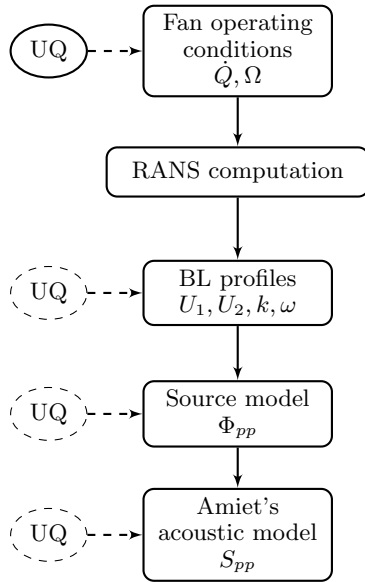 UQ
Fan operating
conditions
Q̇, Ω
RANS computation
UQ
BL profiles
U₁, U₂, k, ω
UQ
Source model
Φₚₚ
UQ
Amiet's
acoustic model
Sₚₚ